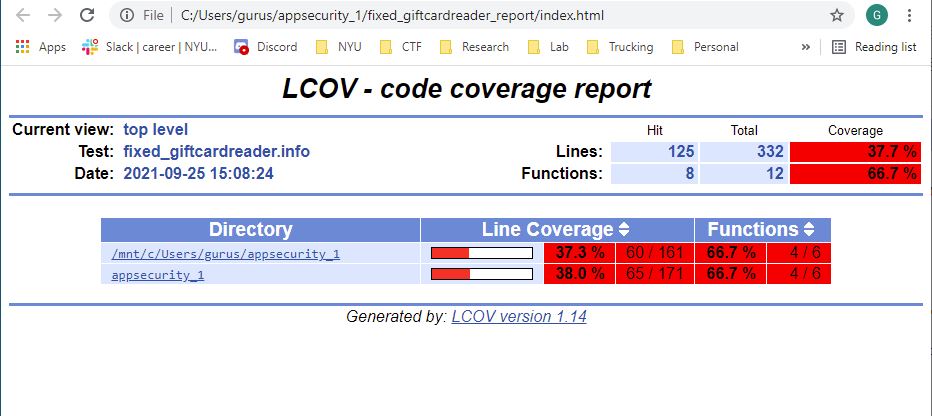 File C:/Users/gurus/appsecurity_1/fixed_giftcardreader_report/index.html G
Apps Slack | career | NYU... Discord NYU CTF Research Lab Trucking Personal » Reading list
LCOV - code coverage report
Current view: top level Hit Total Coverage
Test: fixed_giftcardreader.info Lines: 125 332 37.7 %
Date: 2021-09-25 15:08:24 Functions: 8 12 66.7 %
Directory Line Coverage Functions
/mnt/c/Users/gurus/appsecurity_1 37.3 % 60 / 161 66.7 % 4 / 6
appsecurity_1 38.0 % 65 / 171 66.7 % 4 / 6
Generated by: LCOV version 1.14